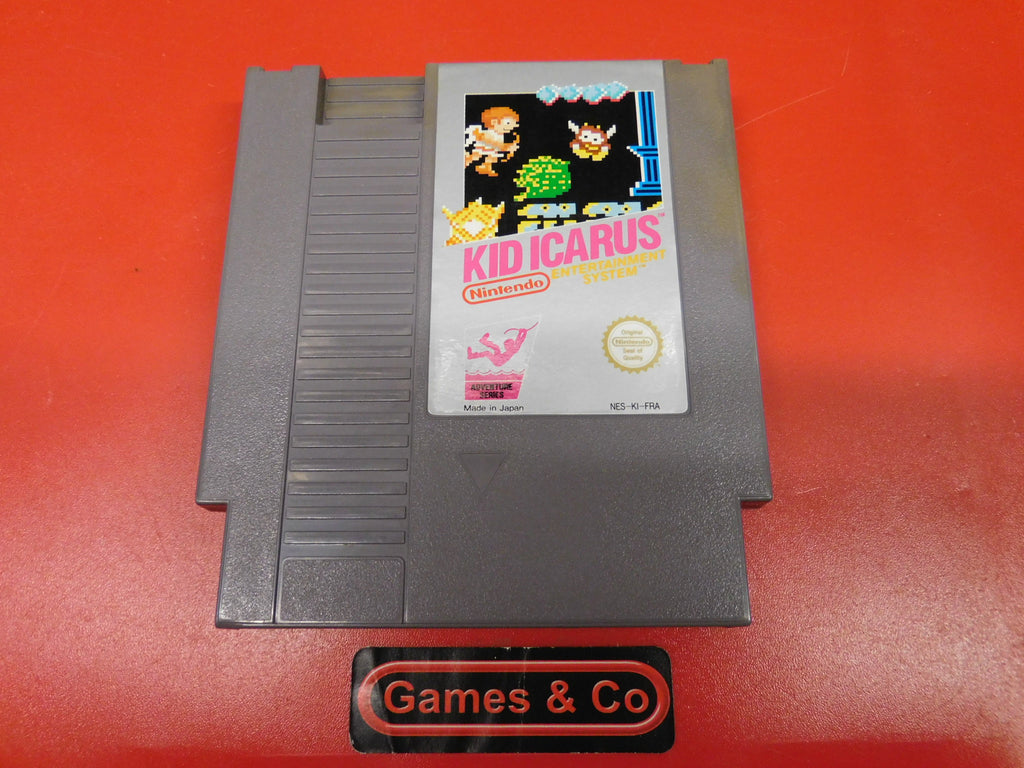 KID ICARUS™
Nintendo
ENTERTAINMENT
SYSTEM™
Original
Nintendo
Seal of
Quality
ADVENTURE
SERIES
Made in Japan
NES-KI-FRA
Games & Co